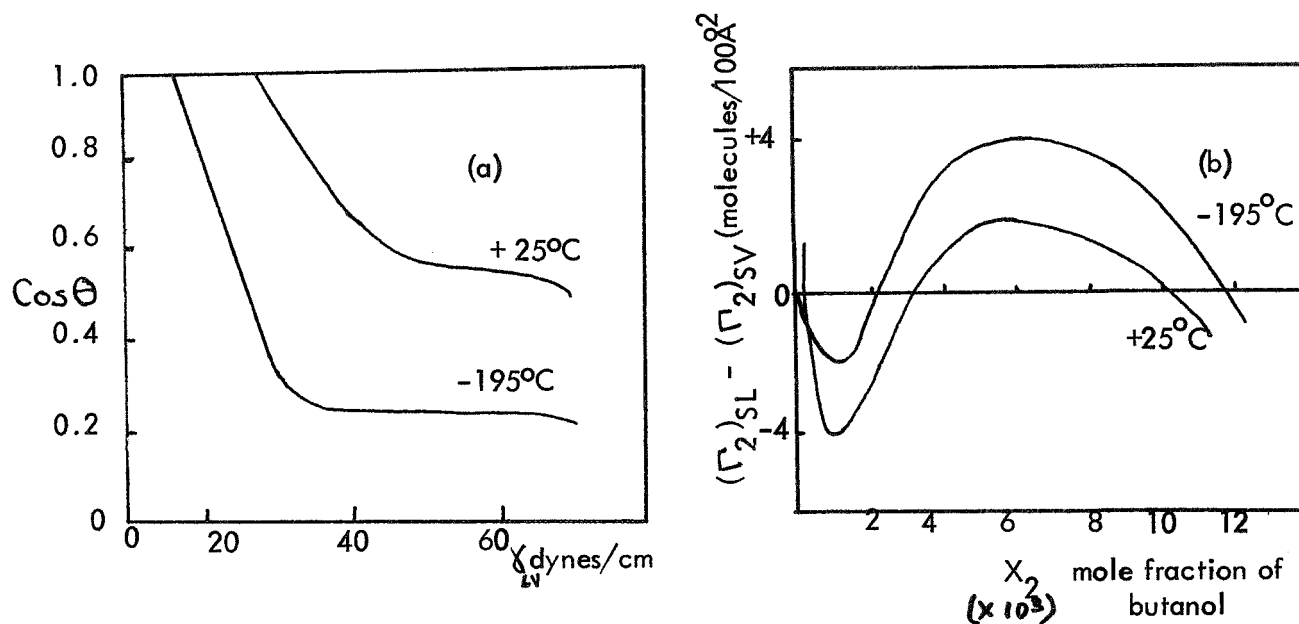 1.0
0.8
0.6
Cos θ
0.4
0.2
0
0 20 40 60
γLV dynes/cm
(a)
+ 25°C
-195°C
(Γ2)SL - (Γ2)SV (molecules/100Å2
+4
0
-4
(b)
-195°C
+25°C
2 4 6 8 10 12
X2 mole fraction of
(X 103) butanol